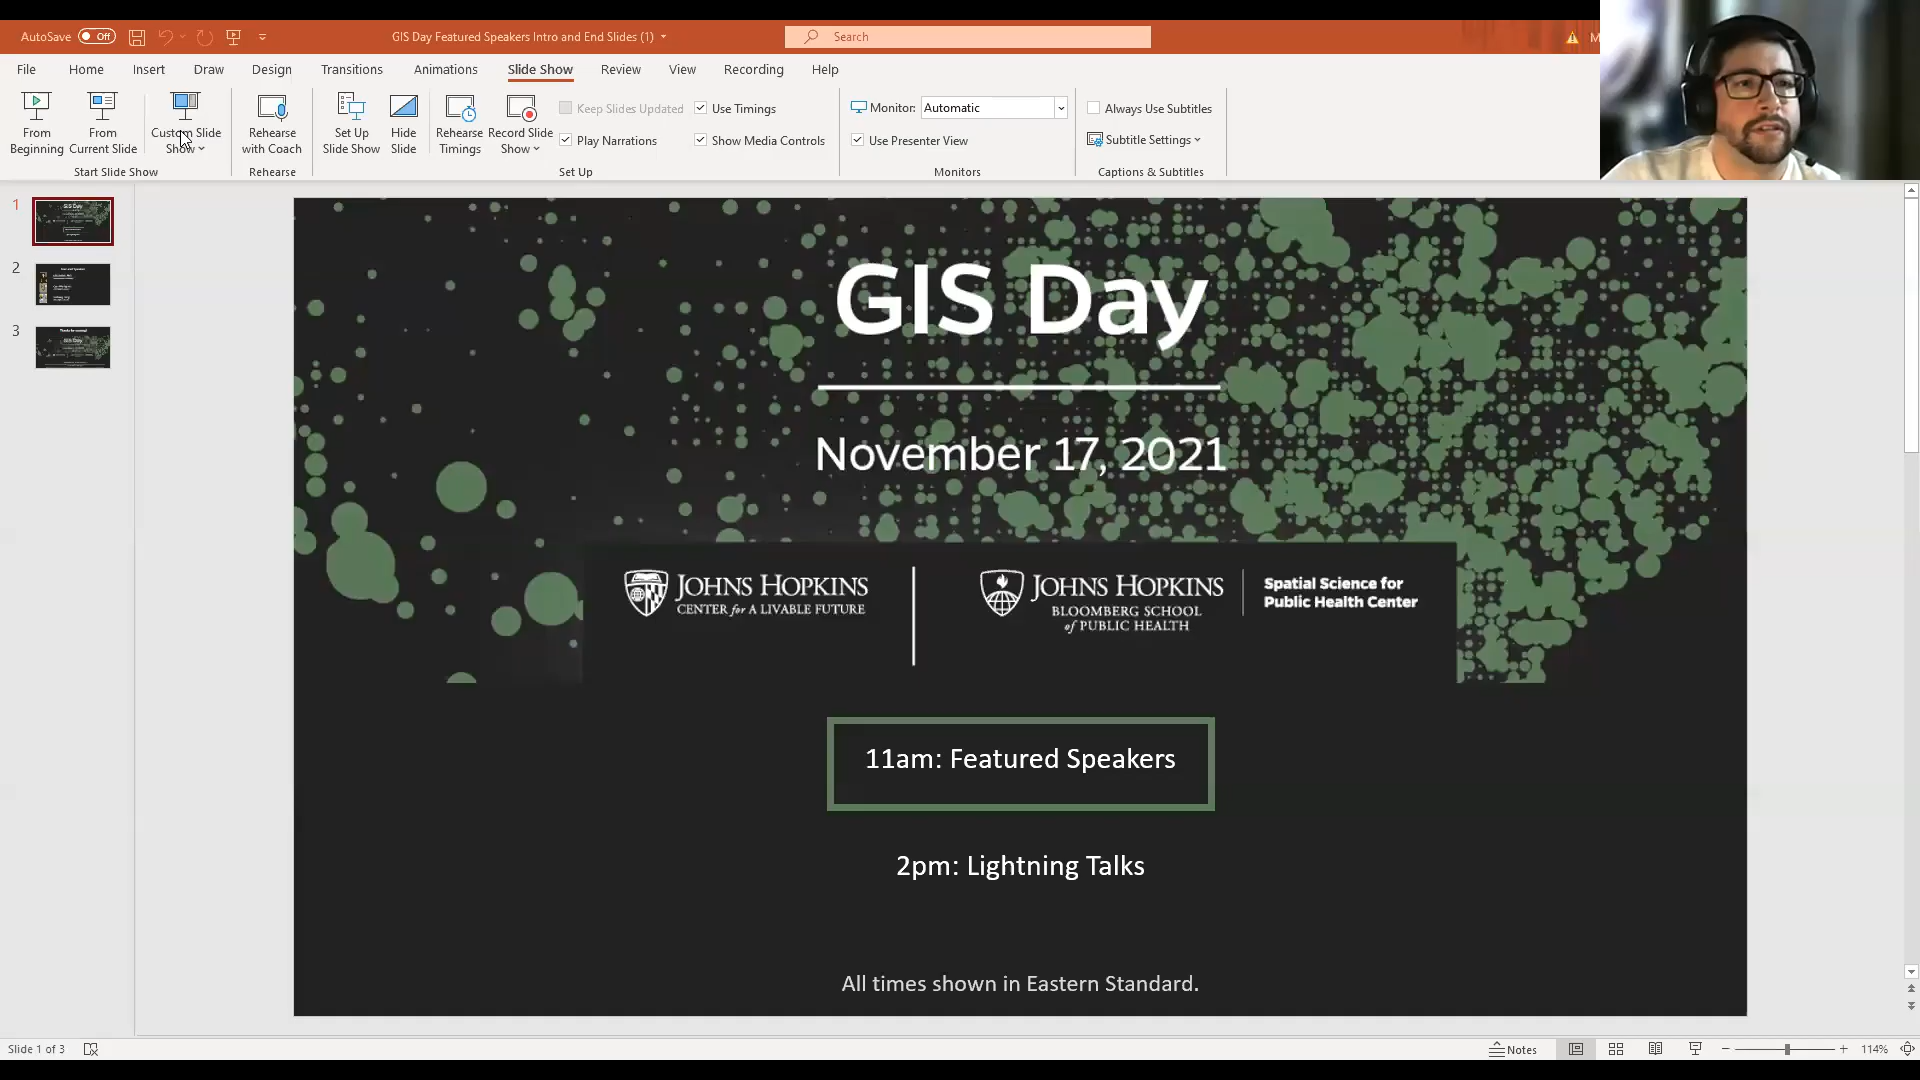 AutoSave Off
GIS Day Featured Speakers Intro and End Slides (1)
Search
File Home Insert Draw Design Transitions Animations Slide Show Review View Recording Help
From Beginning
From Current Slide
Custom Slide Show
Rehearse with Coach
Set Up Slide Show
Hide Slide
Rehearse Timings
Record Slide Show
Keep Slides Updated
Play Narrations
Use Timings
Show Media Controls
Monitor: Automatic
Use Presenter View
Always Use Subtitles
Subtitle Settings
Start Slide Show
Rehearse
Set Up
Monitors
Captions & Subtitles
1
2
3
GIS Day
November 17, 2021
JOHNS HOPKINS
CENTER for A LIVABLE FUTURE
JOHNS HOPKINS
BLOOMBERG SCHOOL
of PUBLIC HEALTH
Spatial Science for
Public Health Center
11am: Featured Speakers
2pm: Lightning Talks
All times shown in Eastern Standard.
Slide 1 of 3
Notes
114%